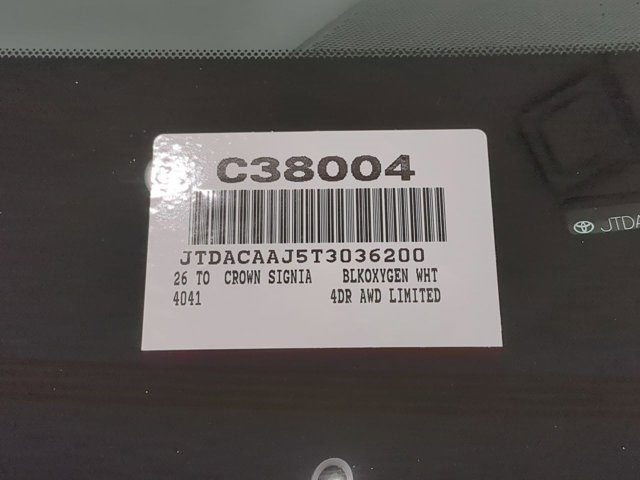 C38004
JTDACAAJ5T3036200
26 TO CROWN SIGNIA BLKOXYGEN WHT
4041 4DR AWD LIMITED
JTDA